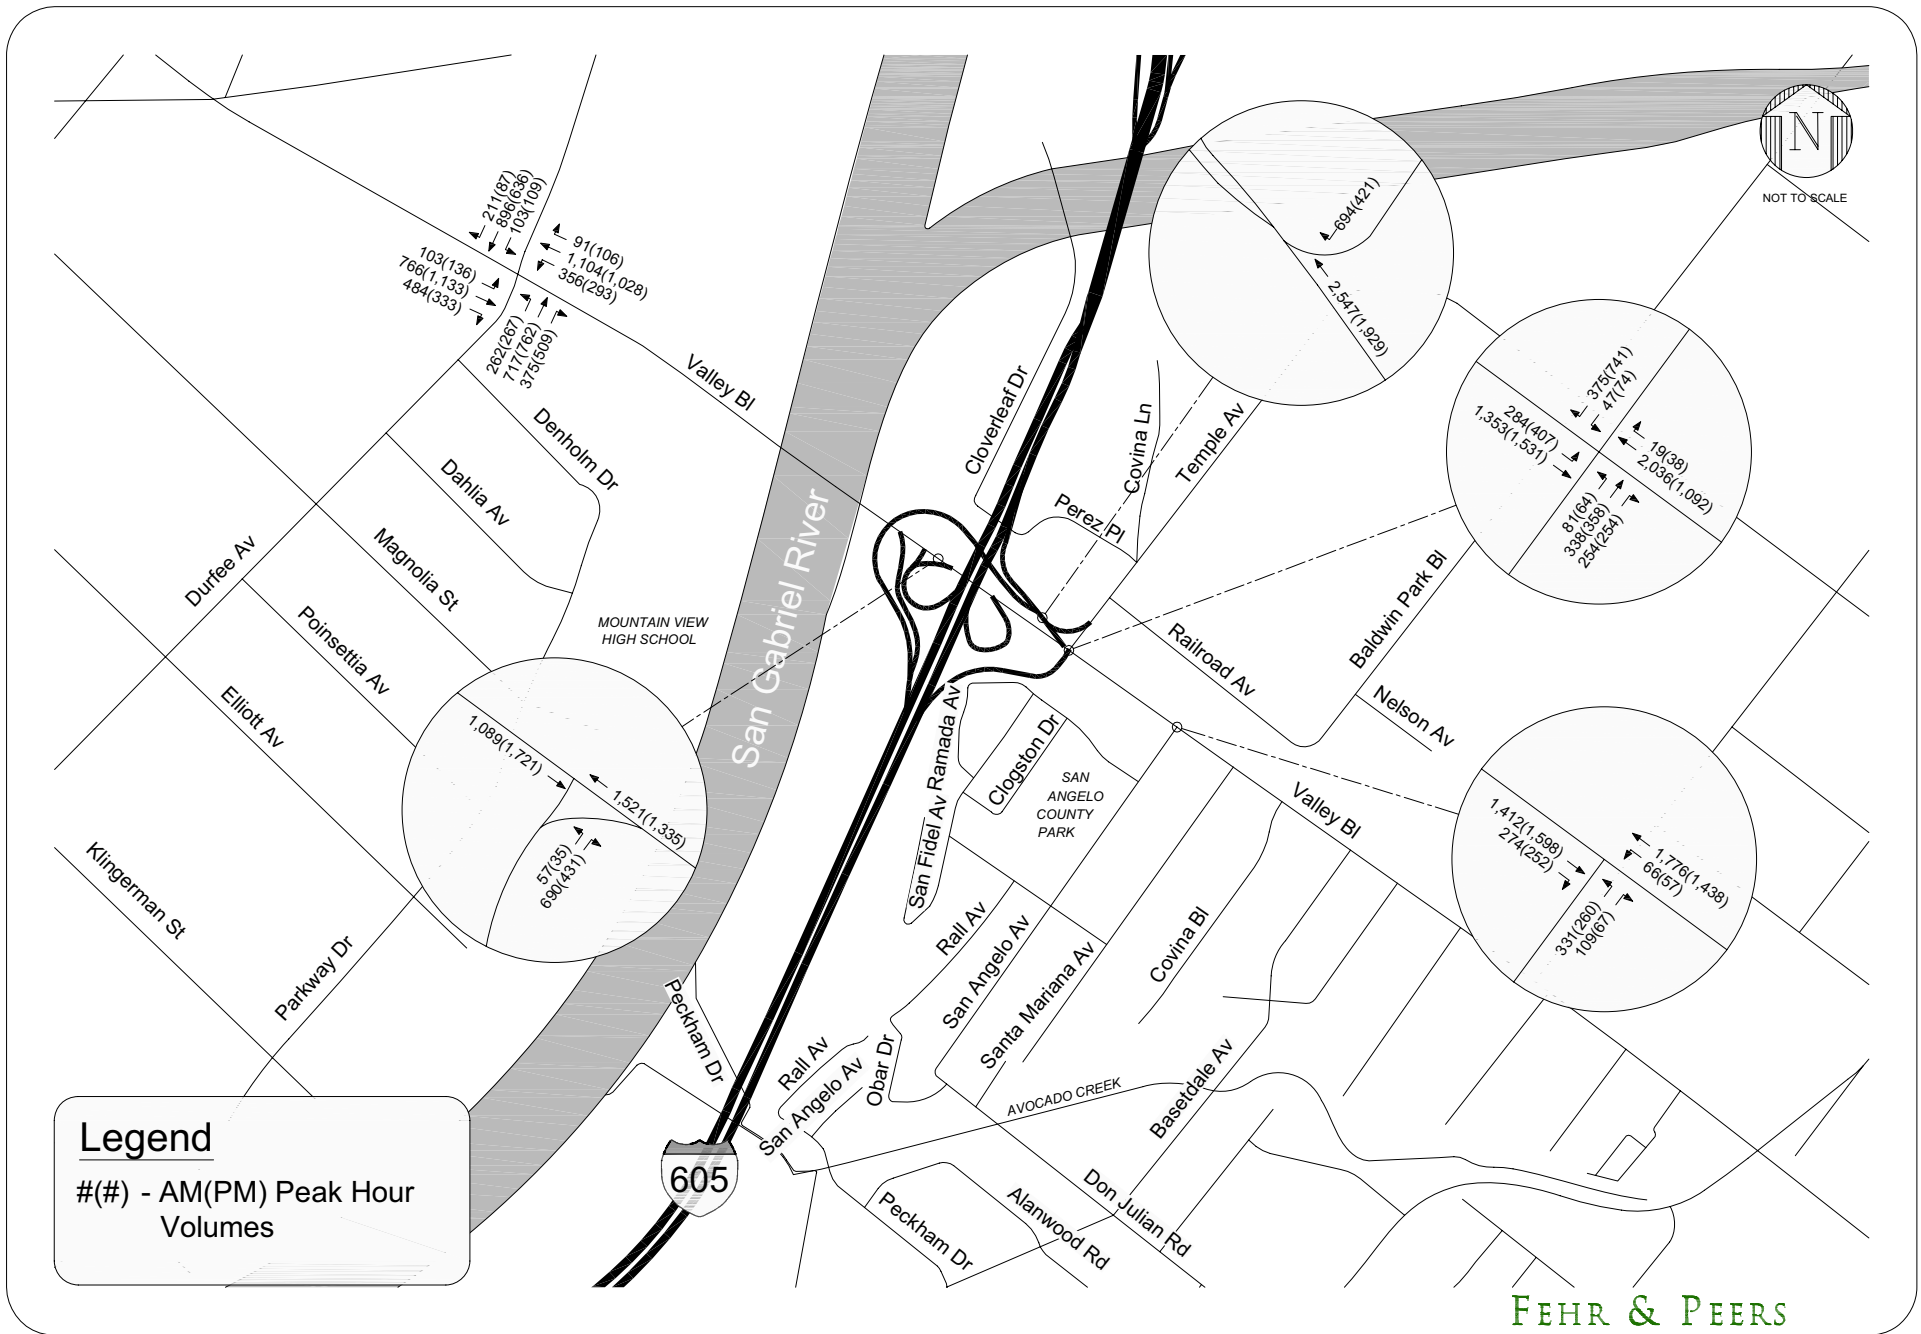 N
NOT TO SCALE
211(87)
896(636)
103(109)
91(106)
1,104(1,028)
356(293)
103(136)
766(1,133)
484(333)
262(267)
717(762)
375(509)
694(421)
2,547(1,929)
375(741)
47(74)
284(407)
1,353(1,531)
19(38)
2,036(1,092)
81(64)
338(358)
254(254)
Valley Bl
Cloverleaf Dr
Covina Ln
Temple Av
Perez Pl
Denholm Dr
Dahlia Av
Magnolia St
Durfee Av
Poinsettia Av
Elliott Av
Klingerman St
Parkway Dr
MOUNTAIN VIEW
HIGH SCHOOL
San Gabriel River
Railroad Av
Baldwin Park Bl
Nelson Av
1,089(1,721)
1,521(1,335)
57(35)
690(431)
San Fidel Av
Ramada Av
Clogston Dr
SAN
ANGELO
COUNTY
PARK
Valley Bl
1,412(1,598)
274(252)
1,776(1,438)
66(57)
331(260)
109(67)
Rall Av
San Angelo Av
Santa Mariana Av
Covina Bl
Peckham Dr
Rall Av
San Angelo Av
Obar Dr
AVOCADO CREEK
Basetdale Av
Don Julian Rd
Alanwood Rd
Peckham Dr
605
Legend
#(#) - AM(PM) Peak Hour
Volumes
FEHR & PEERS